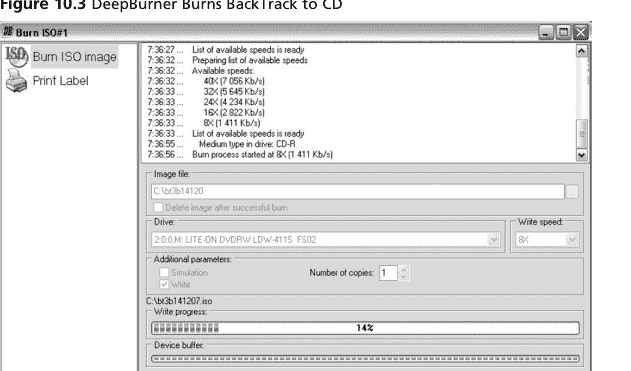 Figure 10.3 DeepBurner Burns BackTrack to CD
Burn ISO#1
Burn ISO image
Print Label
7:36:27 ... List of available speeds is ready
7:36:32 ... Preparing list of available speeds
7:36:32 ... Available speeds:
7:36:32 ... 40X (7 056 Kb/s)
7:36:33 ... 32X (5 645 Kb/s)
7:36:33 ... 24X (4 234 Kb/s)
7:36:33 ... 16X (2 822 Kb/s)
7:36:33 ... 8X (1 411 Kb/s)
7:36:33 ... List of available speeds is ready
7:36:55 ... Medium type in drive: CD-R
7:36:56 ... Burn process started at 8X (1 411 Kb/s)
Image file:
C:\bt3b14120
...
Delete image after successful burn
Drive:
Write speed:
2:0:0,M: LITE-ON DVDRW LDW-411S FS02
8X
Additional parameters:
Simulation
Number of copies: 1
Write
C:\bt3b141207.iso
Write progress:
14%
Device buffer: